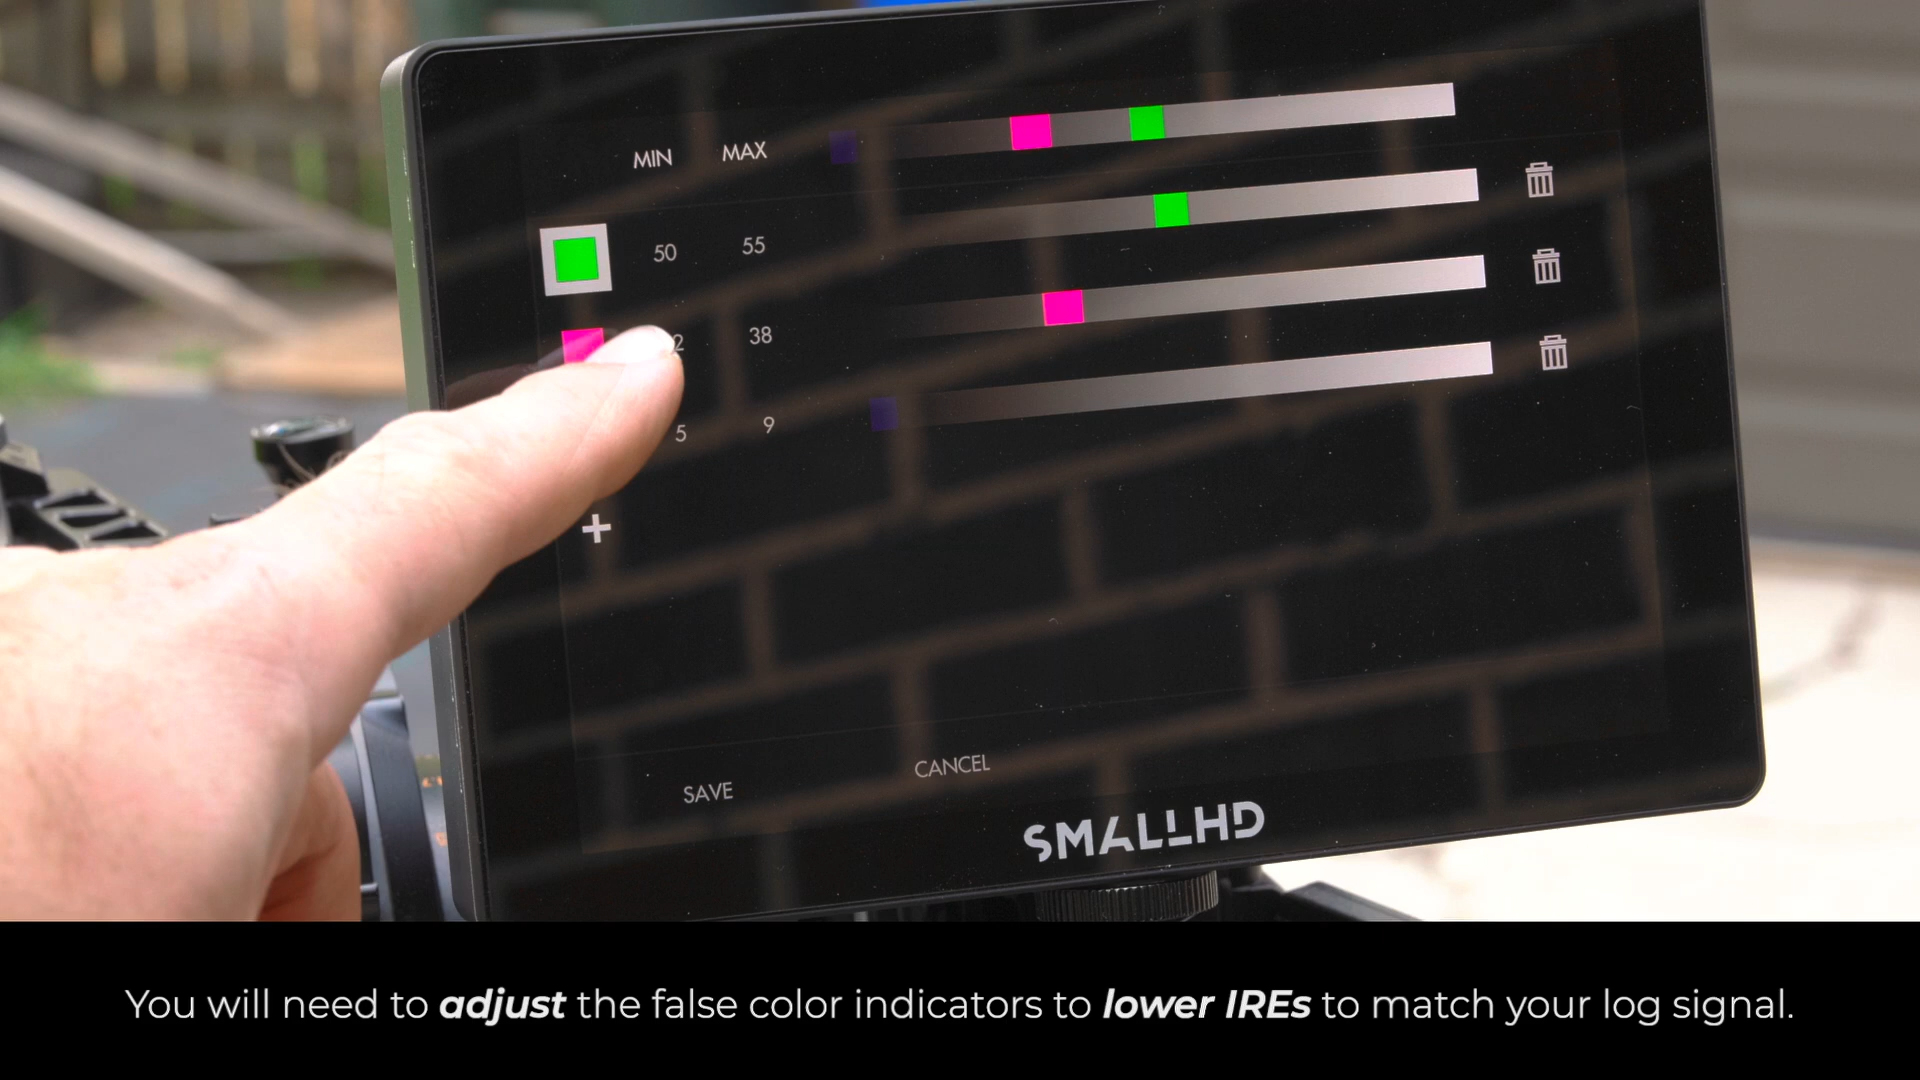 MIN MAX
50 55
2 38
5 9
+
SAVE CANCEL
SMALLHD
You will need to adjust the false color indicators to lower IREs to match your log signal.